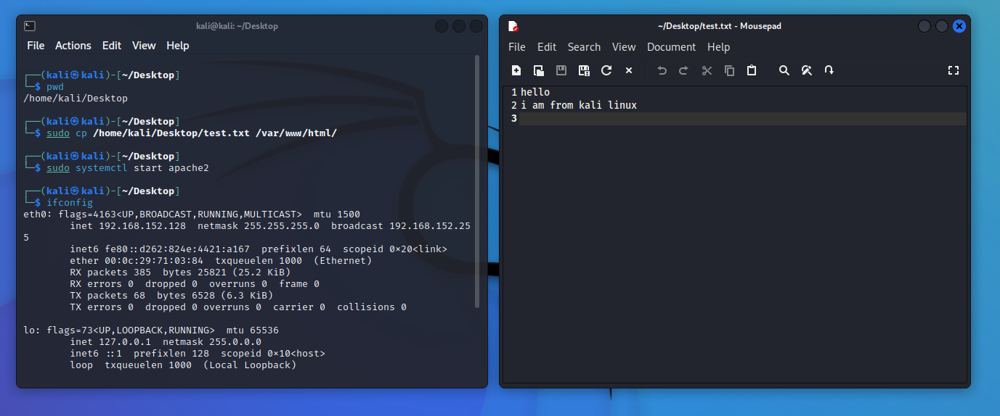 kali@kali: ~/Desktop
File Actions Edit View Help
┌──(kali㉿kali)-[~/Desktop]
└─$ pwd
/home/kali/Desktop
┌──(kali㉿kali)-[~/Desktop]
└─$ sudo cp /home/kali/Desktop/test.txt /var/www/html/
┌──(kali㉿kali)-[~/Desktop]
└─$ sudo systemctl start apache2
┌──(kali㉿kali)-[~/Desktop]
└─$ ifconfig
eth0: flags=4163<UP,BROADCAST,RUNNING,MULTICAST>  mtu 1500
        inet 192.168.152.128  netmask 255.255.255.0  broadcast 192.168.152.25
5
        inet6 fe80::d262:824e:4421:a167  prefixlen 64  scopeid 0×20<link>
        ether 00:0c:29:71:03:84  txqueuelen 1000  (Ethernet)
        RX packets 385  bytes 25821 (25.2 KiB)
        RX errors 0  dropped 0  overruns 0  frame 0
        TX packets 68  bytes 6528 (6.3 KiB)
        TX errors 0  dropped 0 overruns 0  carrier 0  collisions 0
lo: flags=73<UP,LOOPBACK,RUNNING>  mtu 65536
        inet 127.0.0.1  netmask 255.0.0.0
        inet6 ::1  prefixlen 128  scopeid 0×10<host>
        loop  txqueuelen 1000  (Local Loopback)
~/Desktop/test.txt - Mousepad
File Edit Search View Document Help
1 hello
2 i am from kali linux
3